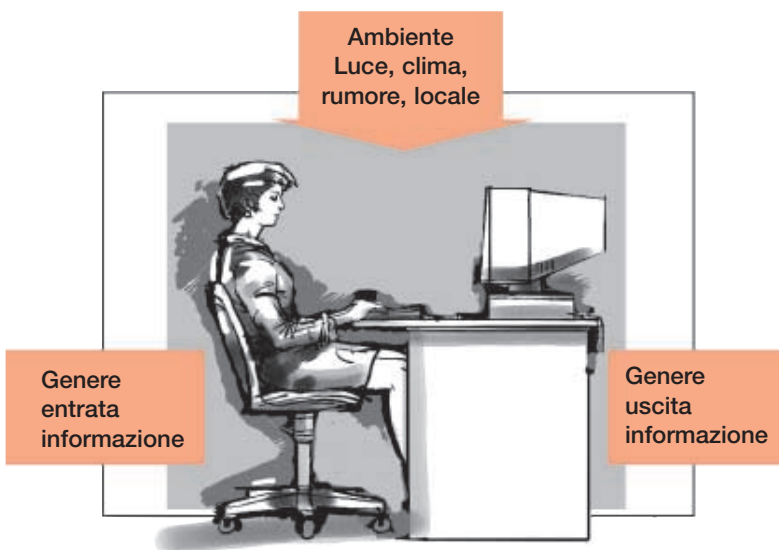 Ambiente
Luce, clima,
rumore, locale
Genere
entrata
informazione
Genere
uscita
informazione